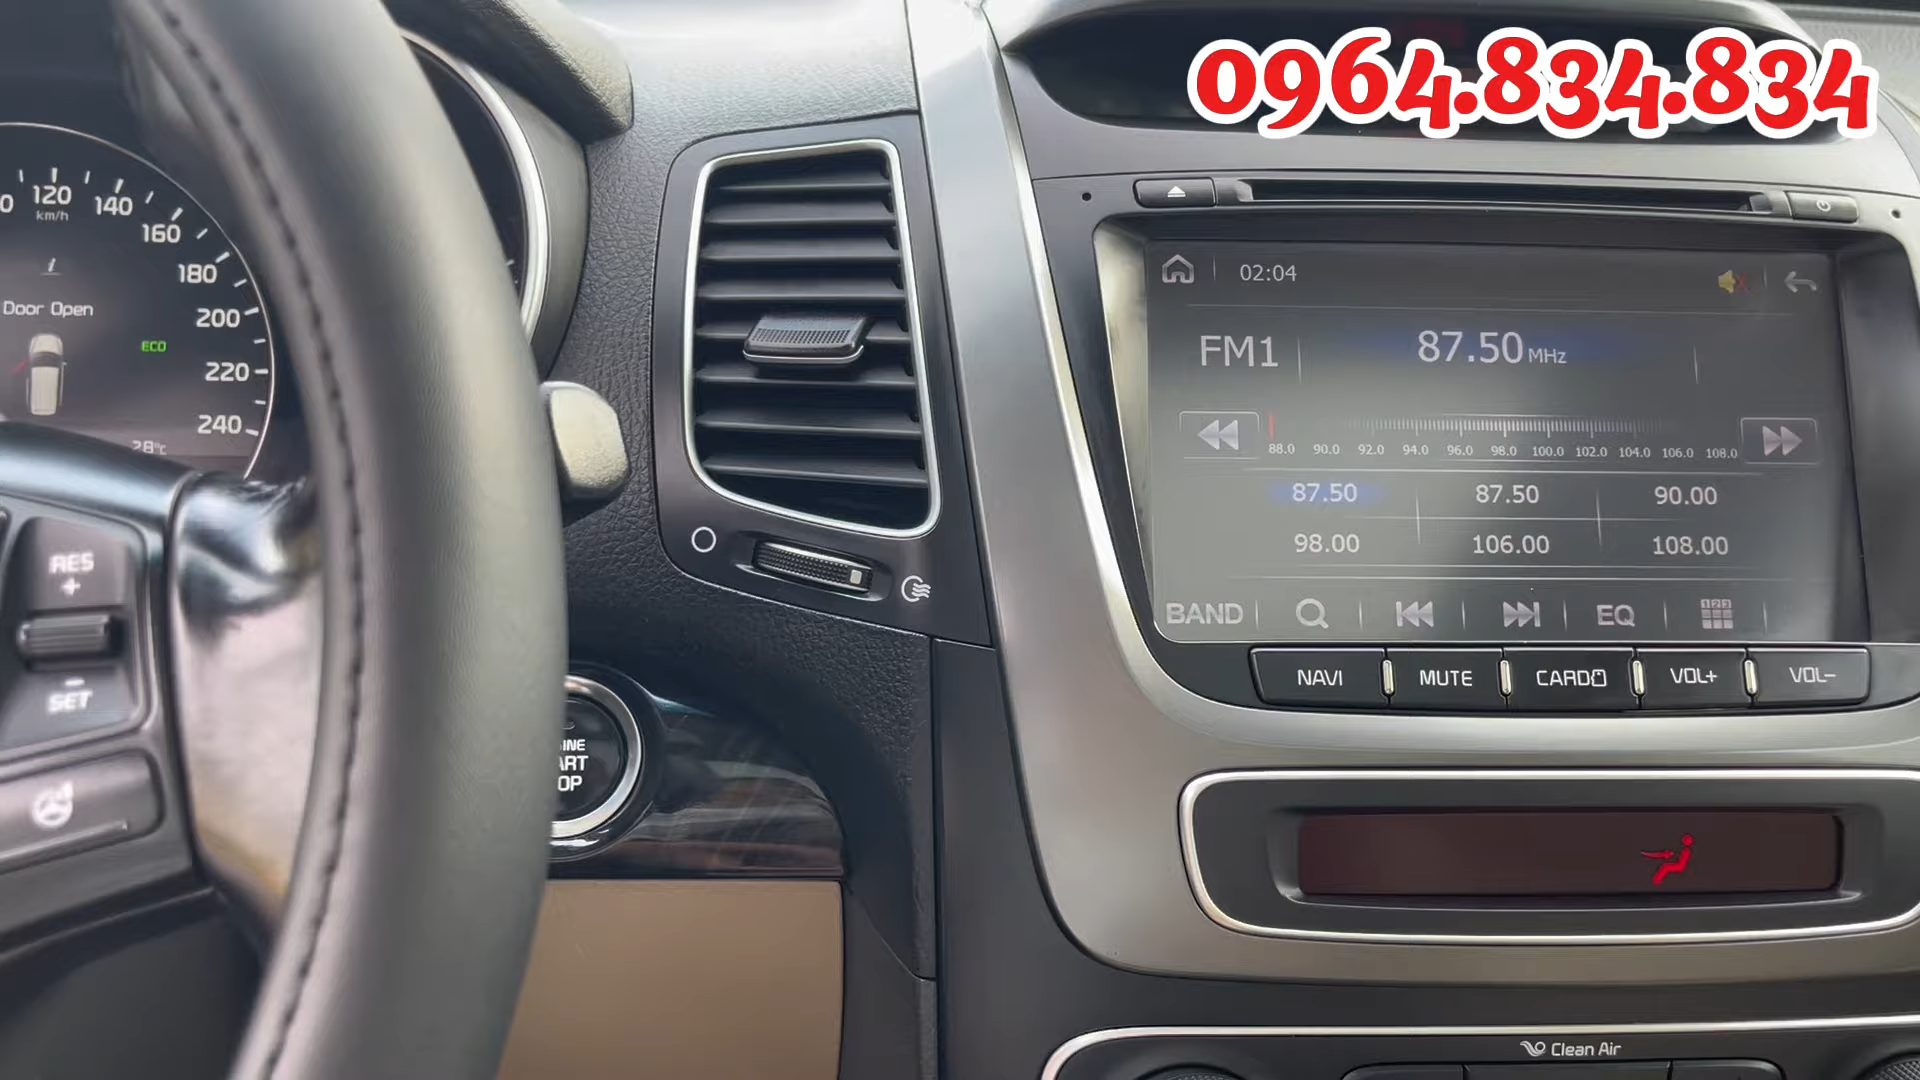 0964.834.834
120
km/h
140
160
180
200
220
240
Door Open
ECO
28°C
RES
+
SET
02:04
FM1
87.50 MHz
88.0 90.0 92.0 94.0 96.0 98.0 100.0 102.0 104.0 106.0 108.0
87.50 87.50 90.00
98.00 106.00 108.00
BAND EQ
NAVI MUTE CARD VOL+ VOL-
Clean Air